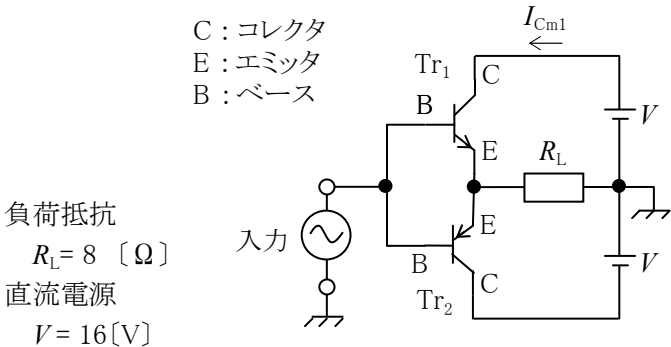 C : コレクタ
E : エミッタ
B : ベース
I_Cm1
Tr₁
C
B
E
V
R_L
入力
E
B
C
Tr₂
V
負荷抵抗
R_L= 8 〔Ω〕
直流電源
V = 16〔V〕